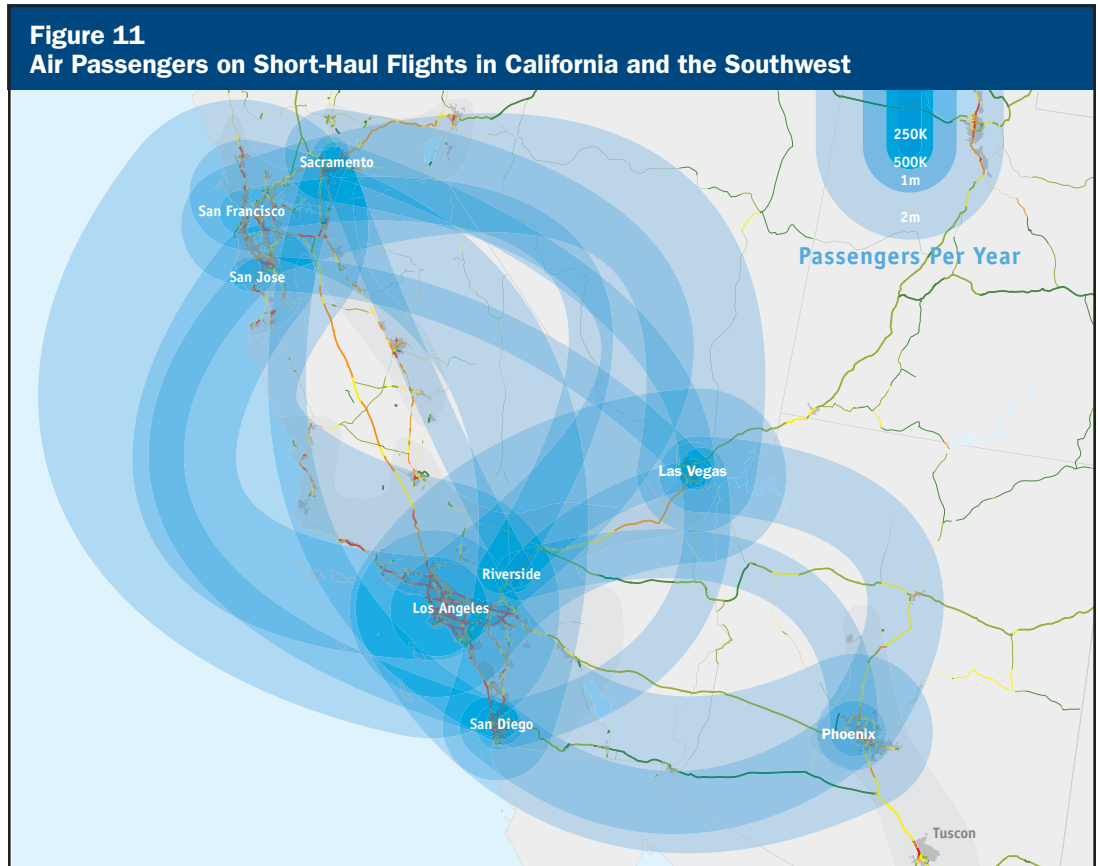 Figure 11
Air Passengers on Short-Haul Flights in California and the Southwest
250K
500K
1m
2m
Passengers Per Year
Sacramento
San Francisco
San Jose
Las Vegas
Riverside
Los Angeles
San Diego
Phoenix
Tuscon